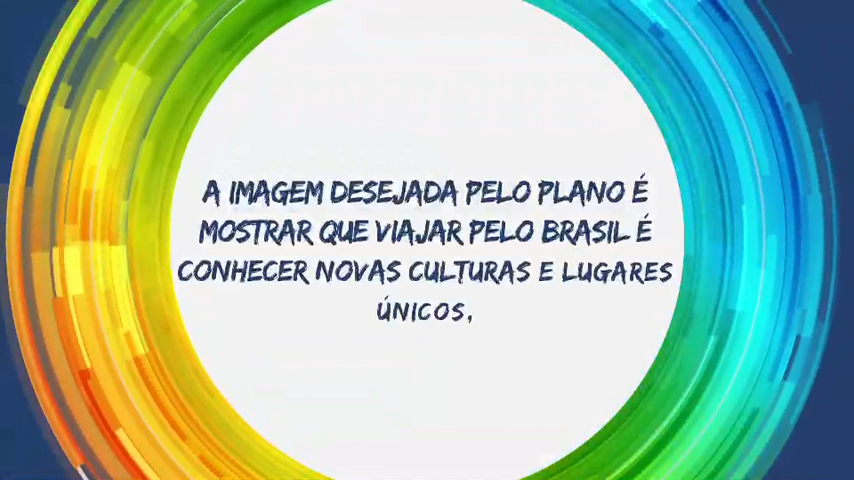 A IMAGEM DESEJADA PELO PLANO É
MOSTRAR QUE VIAJAR PELO BRASIL É
CONHECER NOVAS CULTURAS E LUGARES
ÚNICOS,